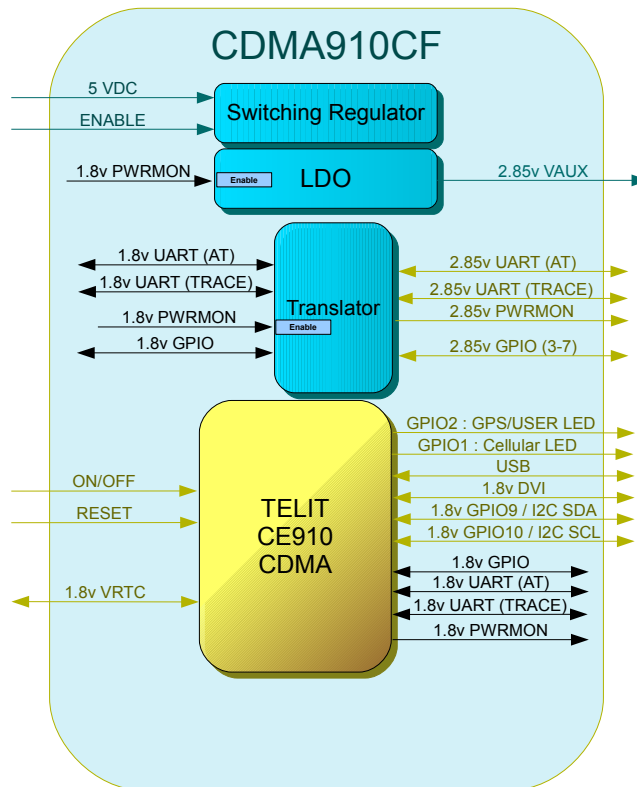 CDMA910CF
5 VDC
Switching Regulator
ENABLE
1.8v PWRMON
Enable
LDO
2.85v VAUX
1.8v UART (AT)
2.85v UART (AT)
1.8v UART (TRACE)
2.85v UART (TRACE)
Translator
1.8v PWRMON
Enable
2.85v PWRMON
1.8v GPIO
2.85v GPIO (3-7)
GPIO2 : GPS/USER LED
GPIO1 : Cellular LED
USB
ON/OFF
1.8v DVI
RESET
1.8v GPIO9 / I2C SDA
1.8v GPIO10 / I2C SCL
TELIT
CE910
CDMA
1.8v GPIO
1.8v UART (AT)
1.8v VRTC
1.8v UART (TRACE)
1.8v PWRMON